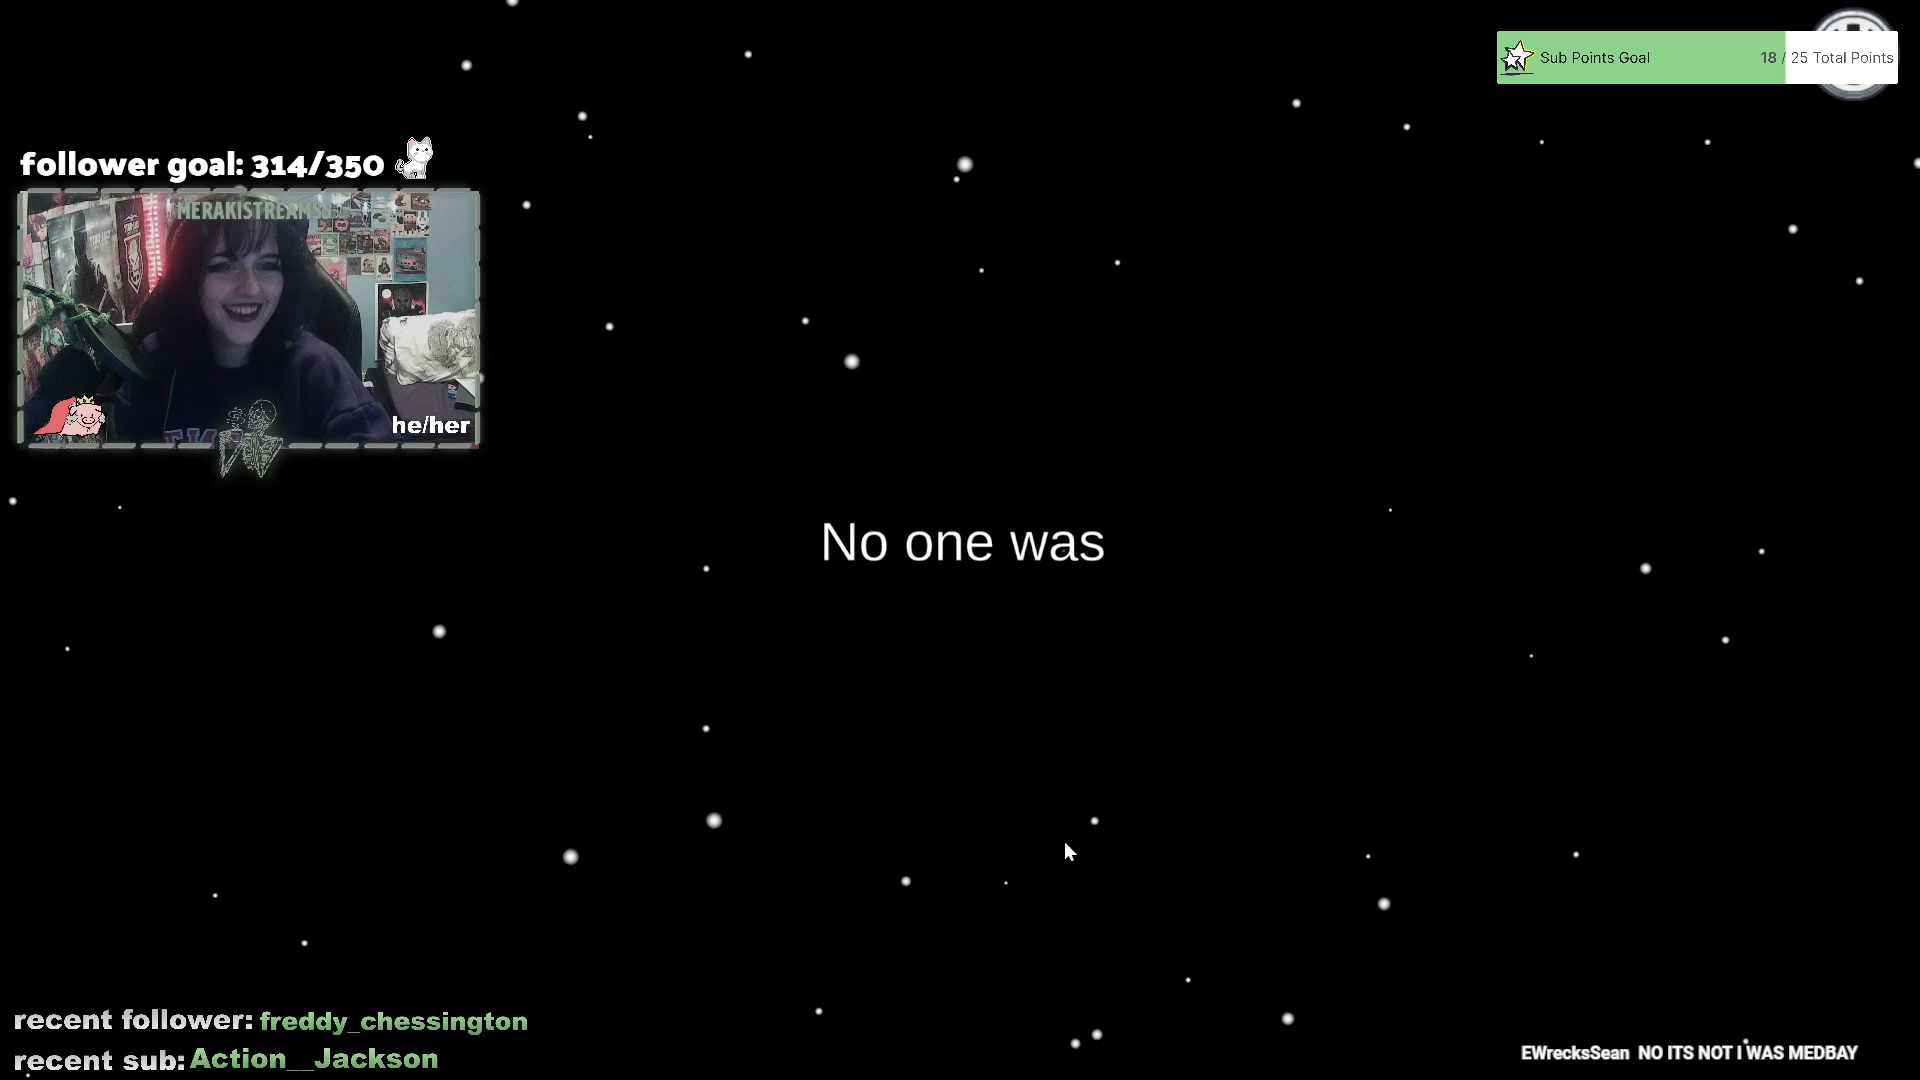 Sub Points Goal 18 / 25 Total Points
follower goal: 314/350
MERAKISTREAMS
he/her
No one was
recent follower: freddy_chessington
recent sub: Action__Jackson
EWrecksSean NO ITS NOT I WAS MEDBAY